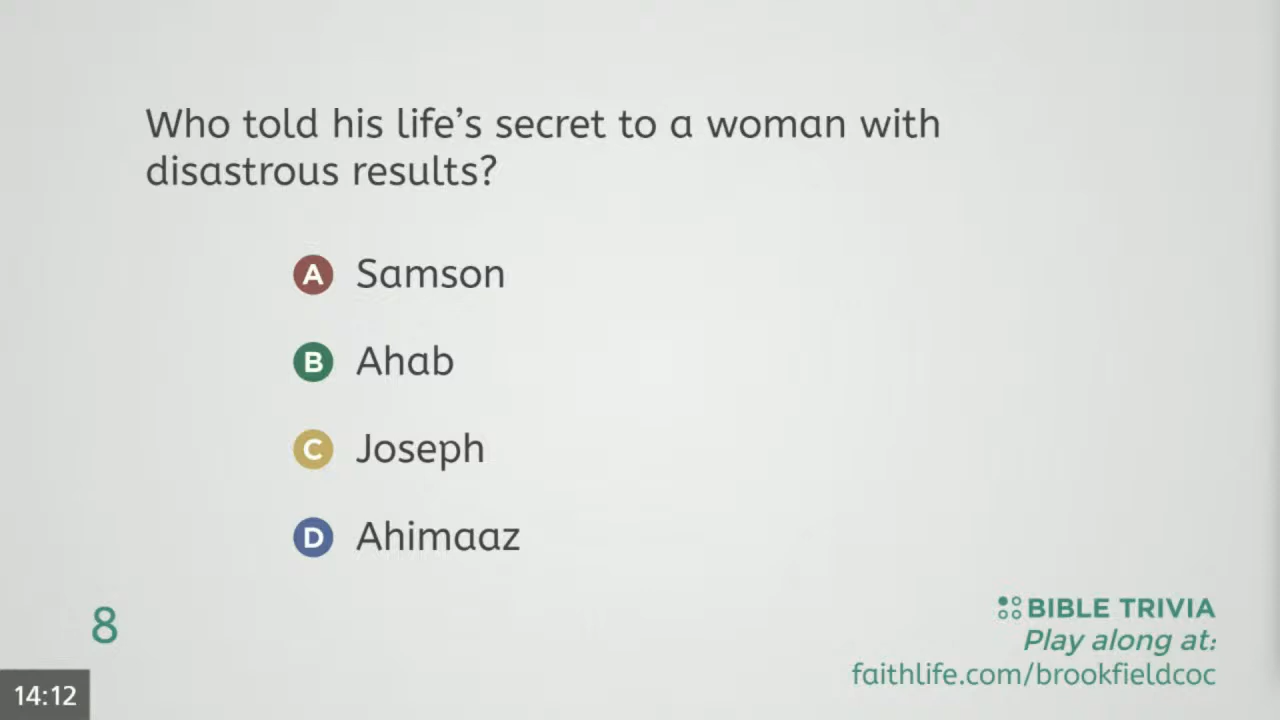 Who told his life’s secret to a woman with
disastrous results?
A Samson
B Ahab
C Joseph
D Ahimaaz
8
BIBLE TRIVIA
Play along at:
faithlife.com/brookfieldcoc
14:12